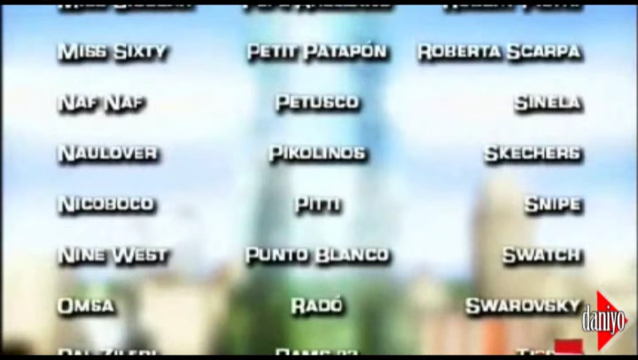 Miss Sixty Petit Patapón Roberta Scarpa
Naf Naf Petusco Sinela
Naulover Pikolinos Skechers
Nicoboco Pitti Snipe
Nine West Punto Blanco Swatch
Omsa Radó Swarovsky
daniyo